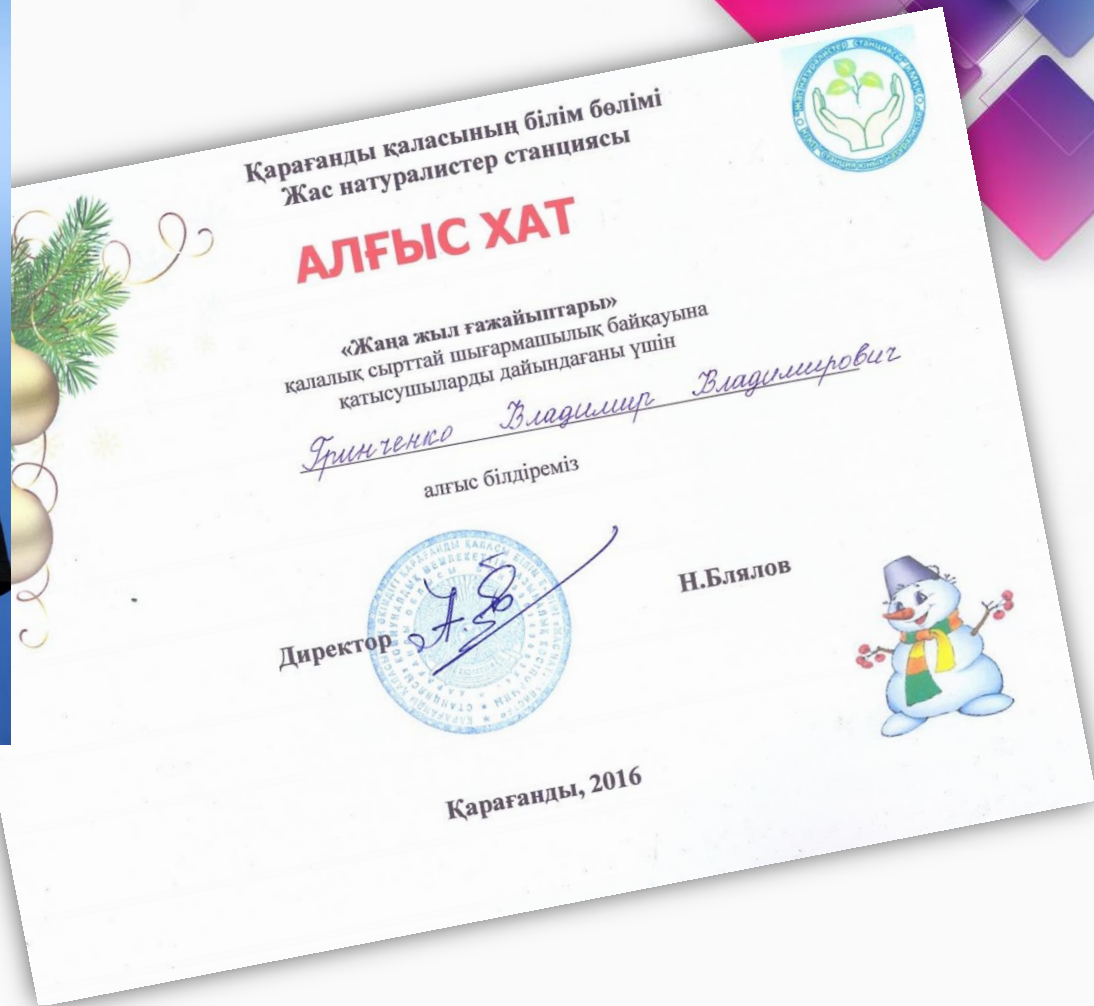 Қарағанды қаласының білім бөлімі
Жас натуралистер станциясы
АЛҒЫС ХАТ
«Жаңа жыл ғажайыптары»
қалалық сырттай шығармашылық байқауына
қатысушыларды дайындағаны үшін
Гринченко Владимир Владимирович
алғыс білдіреміз
Директор
Н.Блялов
Қарағанды, 2016